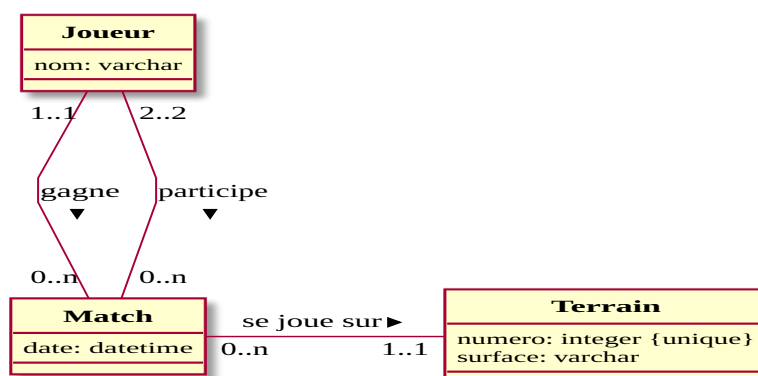 Joueur
nom: varchar
1..1
2..2
gagne
participe
0..n
0..n
Match
date: datetime
se joue sur
0..n
1..1
Terrain
numero: integer {unique}
surface: varchar